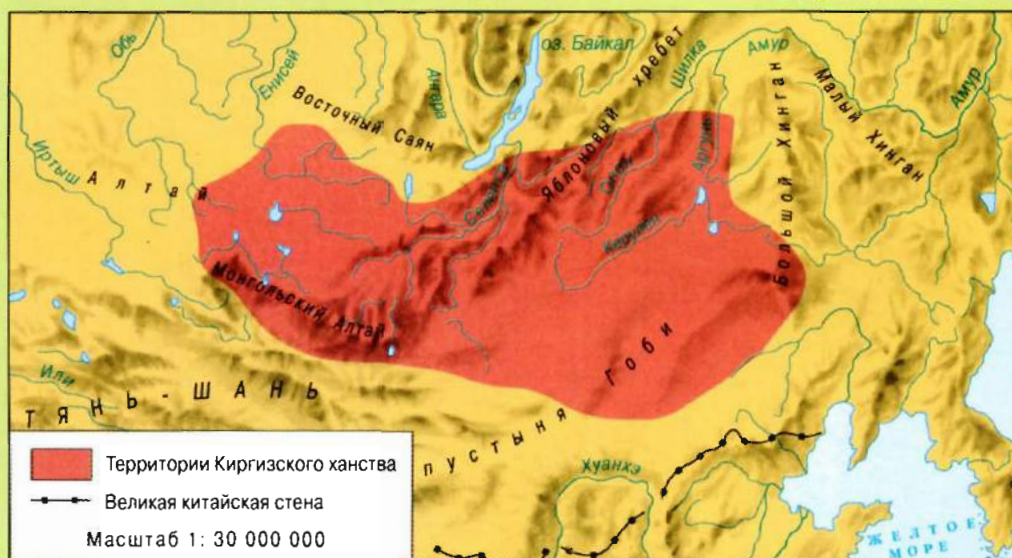 Обь
Енисей
Ангара
оз. Байкал
Яблоновый хребет
Шилка
Амур
Малый Хинган
Амур
Восточный Саян
Иртыш
Алтай
Селенга
Онон
Аргунь
Керулен
Большой Хинган
Монгольский Алтай
Или
ТЯНЬ-ШАНЬ
пустыня Гоби
Хуанхэ
ЖЕЛТОЕ
МОРЕ
Территории Киргизского ханства
Великая китайская стена
Масштаб 1: 30 000 000